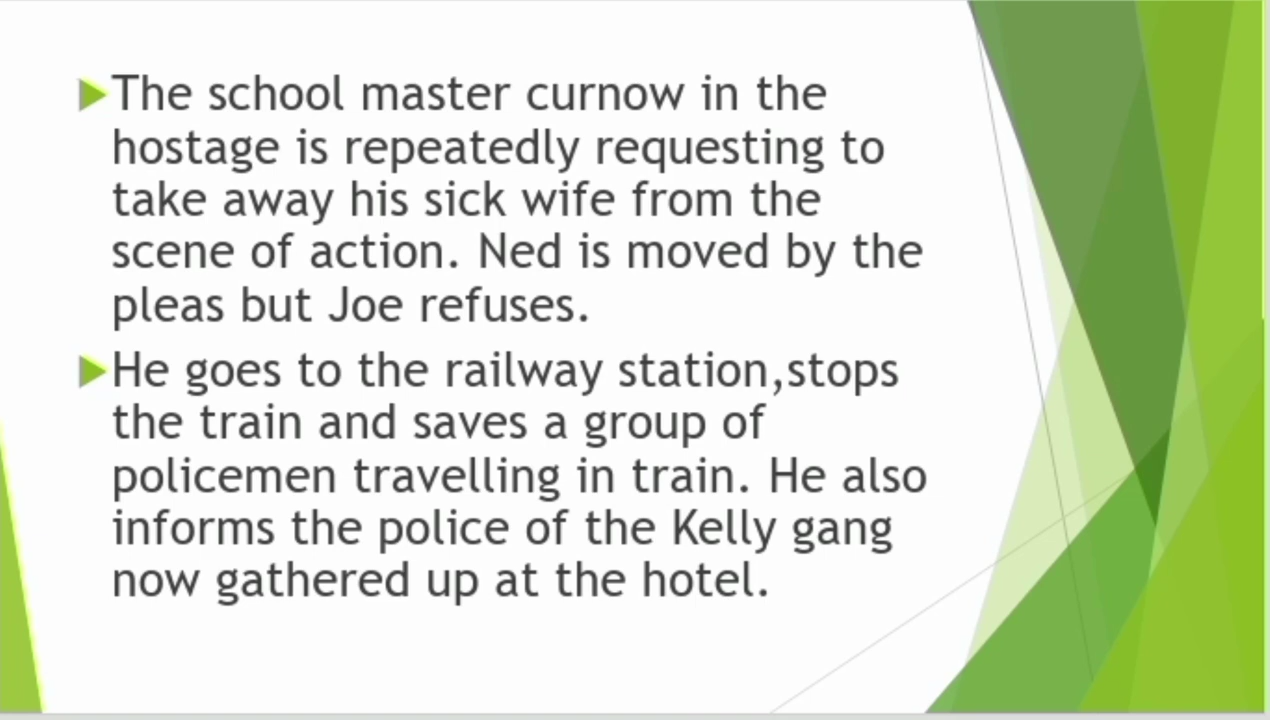 The school master curnow in the
hostage is repeatedly requesting to
take away his sick wife from the
scene of action. Ned is moved by the
pleas but Joe refuses.
He goes to the railway station,stops
the train and saves a group of
policemen travelling in train. He also
informs the police of the Kelly gang
now gathered up at the hotel.